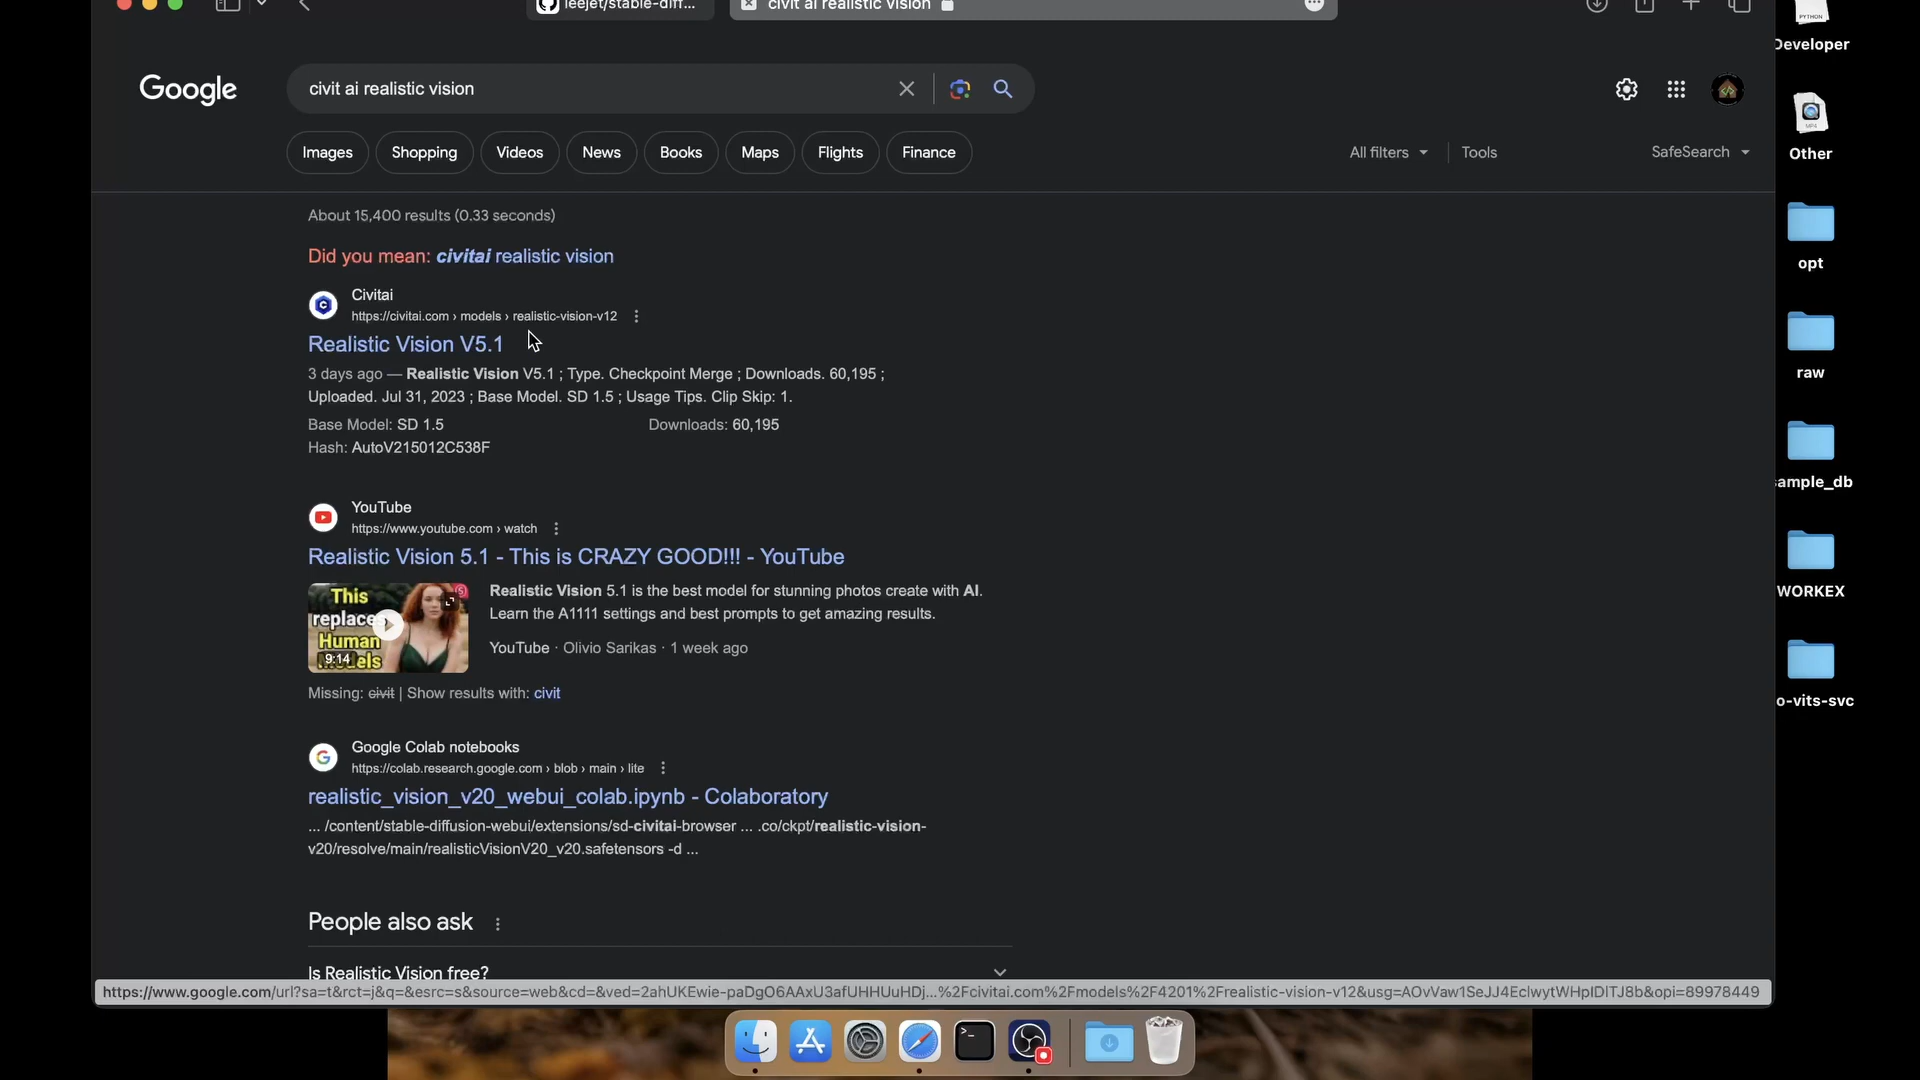 leejet/stable-diff...
civit ai realistic vision
PYTHON
Developer
Google
civit ai realistic vision
Images
Shopping
Videos
News
Books
Maps
Flights
Finance
All filters
Tools
SafeSearch
MP4
Other
About 15,400 results (0.33 seconds)
Did you mean: civitai realistic vision
opt
Civitai
https://civitai.com › models › realistic-vision-v12
Realistic Vision V5.1
3 days ago — Realistic Vision V5.1 ; Type. Checkpoint Merge ; Downloads. 60,195 ;
Uploaded. Jul 31, 2023 ; Base Model. SD 1.5 ; Usage Tips. Clip Skip: 1.
Base Model: SD 1.5
Downloads: 60,195
Hash: AutoV215012C538F
raw
sample_db
YouTube
https://www.youtube.com › watch
Realistic Vision 5.1 - This is CRAZY GOOD!!! - YouTube
This
replaces
Human
Models
9:14
Realistic Vision 5.1 is the best model for stunning photos create with AI.
Learn the A1111 settings and best prompts to get amazing results.
YouTube · Olivio Sarikas · 1 week ago
Missing: civit | Show results with: civit
WORKEX
o-vits-svc
Google Colab notebooks
https://colab.research.google.com › blob › main › lite
realistic_vision_v20_webui_colab.ipynb - Colaboratory
... /content/stable-diffusion-webui/extensions/sd-civitai-browser ... .co/ckpt/realistic-vision-
v20/resolve/main/realisticVisionV20_v20.safetensors -d ...
People also ask
Is Realistic Vision free?
https://www.google.com/url?sa=t&rct=j&q=&esrc=s&source=web&cd=&ved=2ahUKEwie-paDgO6AAxU3afUHHUuHDj...%2Fcivitai.com%2Fmodels%2F4201%2Frealistic-vision-v12&usg=AOvVaw1SeJJ4EclwytWHpIDITJ8b&opi=89978449